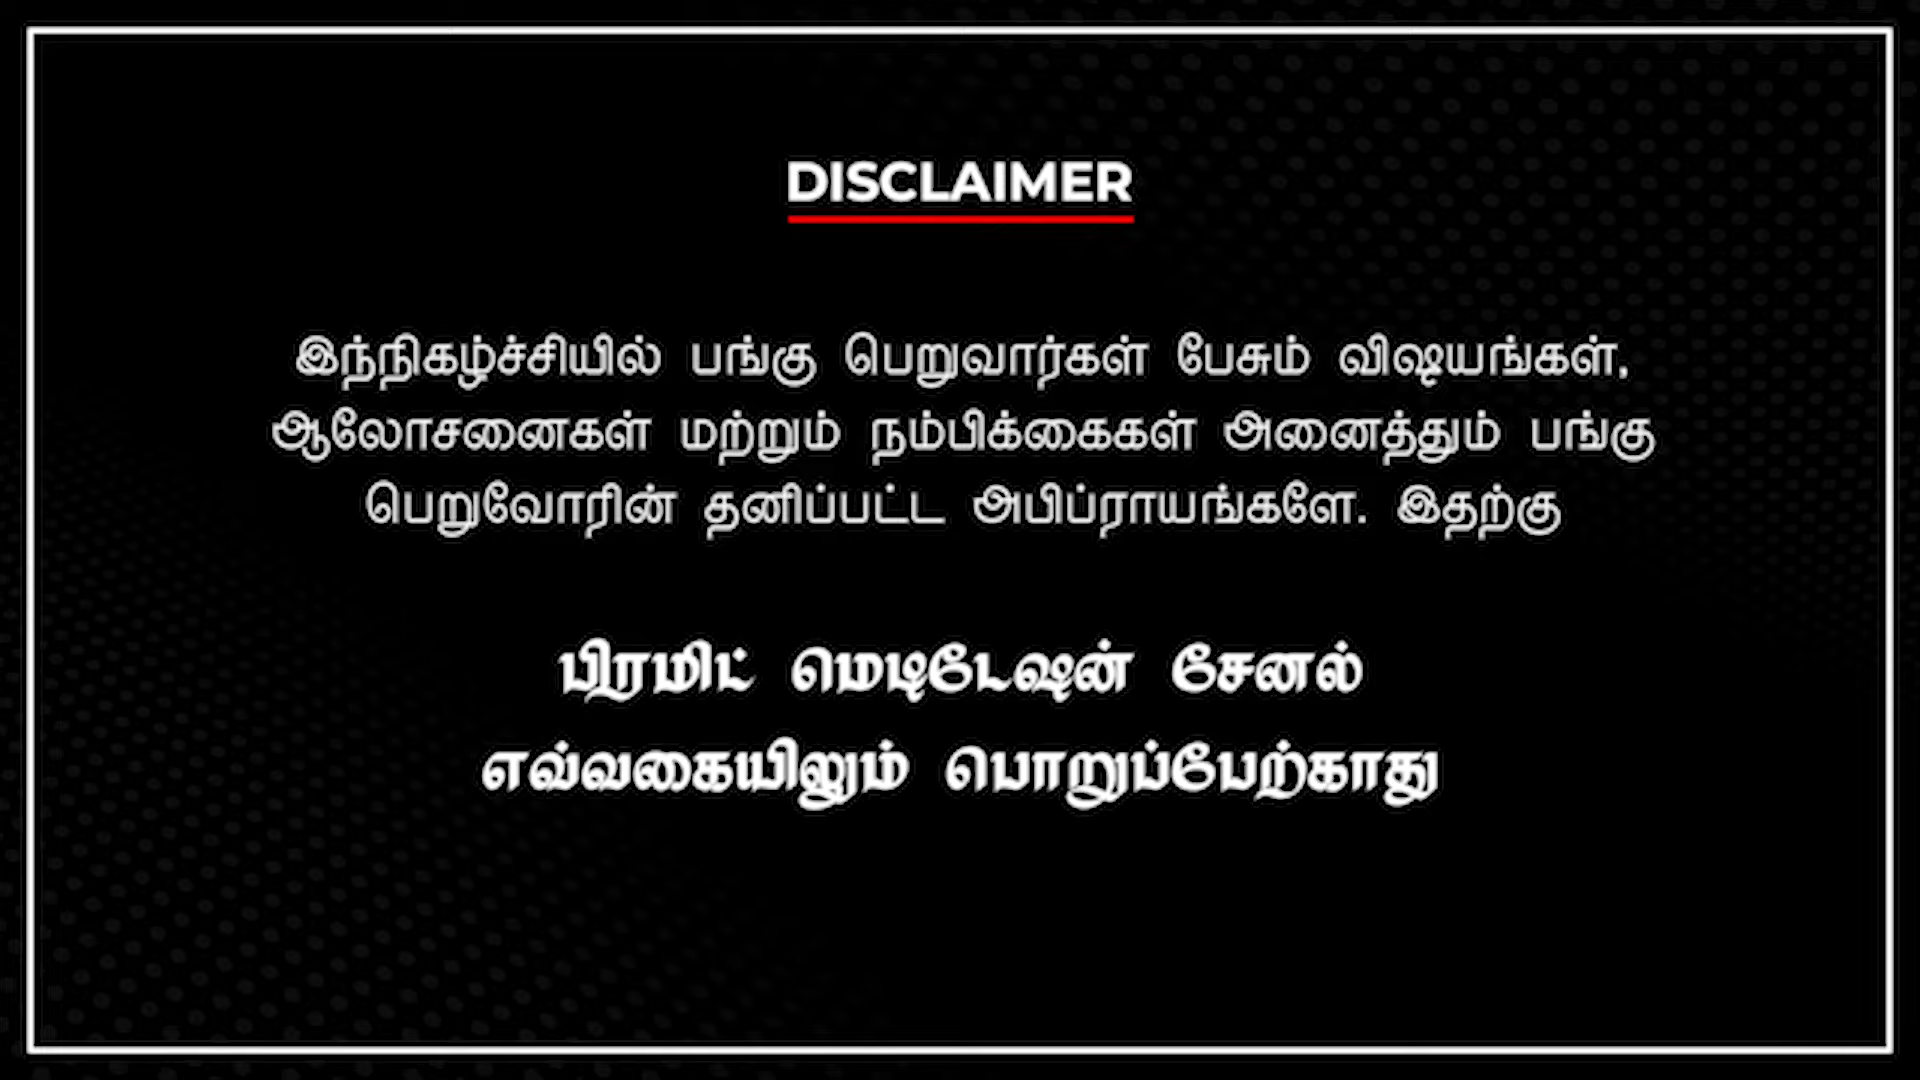 DISCLAIMER
இந்நிகழ்ச்சியில் பங்கு பெறுவார்கள் பேசும் விஷயங்கள்,
ஆலோசனைகள் மற்றும் நம்பிக்கைகள் அனைத்தும் பங்கு
பெறுவோரின் தனிப்பட்ட அபிப்ராயங்களே. இதற்கு
பிரமிட் மெடிடேஷன் சேனல்
எவ்வகையிலும் பொறுப்பேற்காது